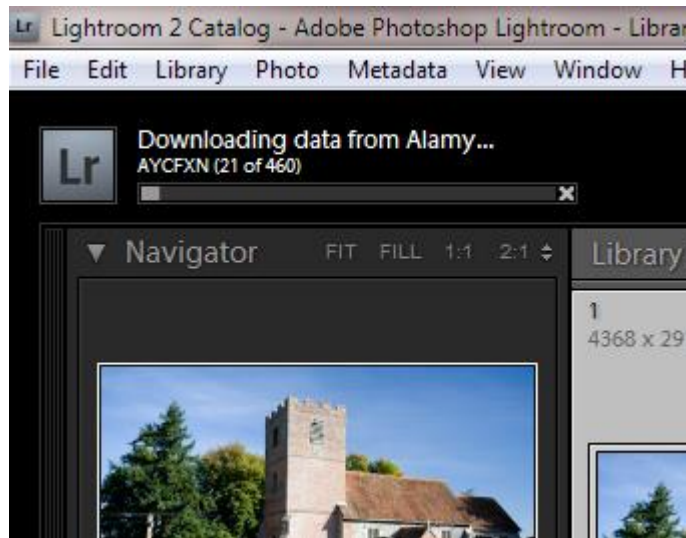 Lr Lightroom 2 Catalog - Adobe Photoshop Lightroom - Librar
File Edit Library Photo Metadata View Window H
Lr
Downloading data from Alamy...
AYCFXN (21 of 460)
Navigator FIT FILL 1:1 2:1
Library
1
4368 x 29